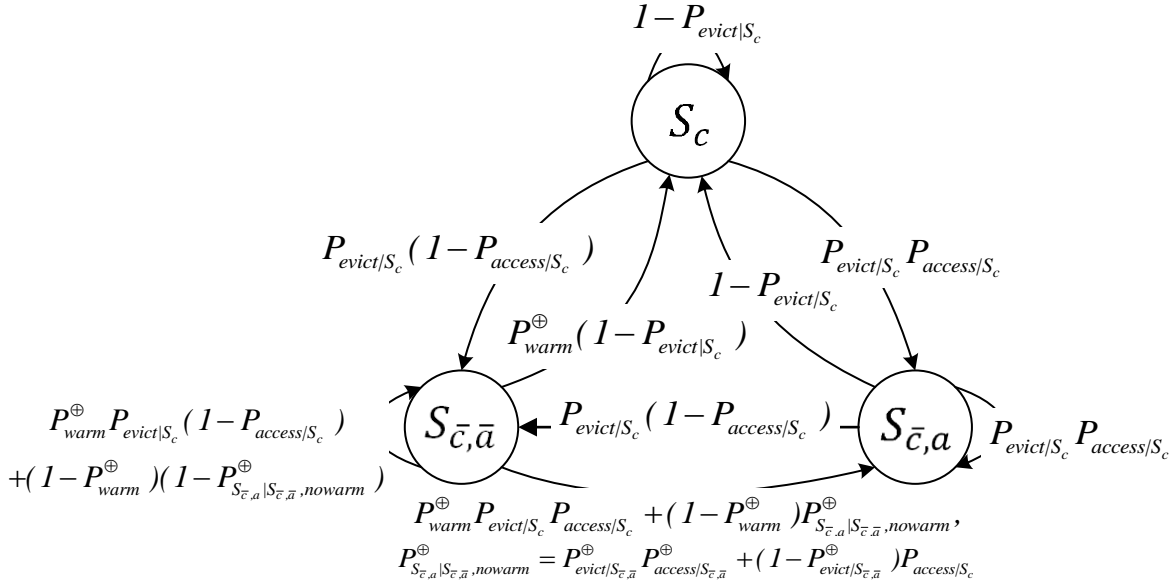 1−P_{evict|S_c}
S_c
P_{evict/S_c}(1−P_{access/S_c})
P_{evict/S_c}P_{access/S_c}
1−P_{evict/S_c}
P^⊕_{warm}(1−P_{evict|S_c})
P^⊕_{warm}P_{evict|S_c}(1−P_{access/S_c})
+(1−P^⊕_{warm})(1−P^⊕_{S_{c̅,a}|S_{c̅,a̅},nowarm})
S_{c̅,a̅}
P_{evict/S_c}(1−P_{access/S_c})
S_{c̅,a}
P_{evict/S_c}P_{access/S_c}
P^⊕_{warm}P_{evict/S_c}P_{access/S_c}+(1−P^⊕_{warm})P^⊕_{S_{c̅,a}|S_{c̅,a̅},nowarm},
P^⊕_{S_{c̅,a}|S_{c̅,a̅},nowarm}=P^⊕_{evict/S_{c̅,a̅}}P^⊕_{access/S_{c̅,a̅}}+(1−P^⊕_{evict/S_{c̅,a̅}})P_{access/S_c}